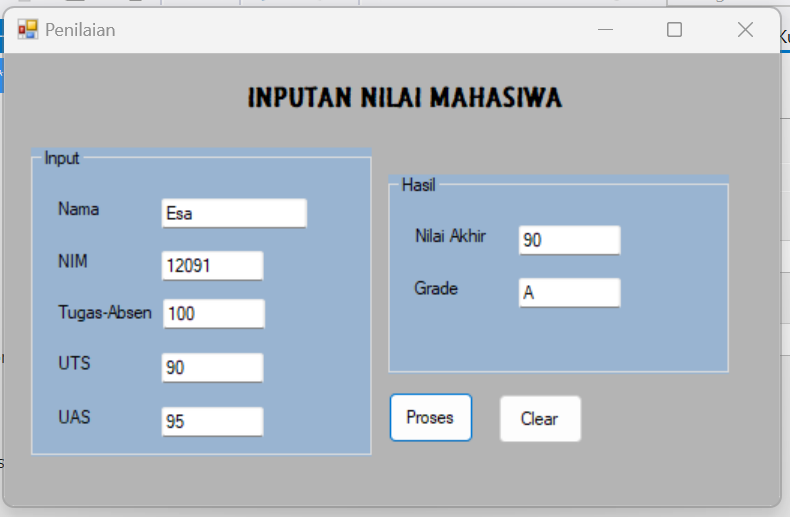 Penilaian
INPUTAN NILAI MAHASIWA
Input
Nama Esa
NIM 12091
Tugas-Absen 100
UTS 90
UAS 95
Hasil
Nilai Akhir 90
Grade A
Proses Clear